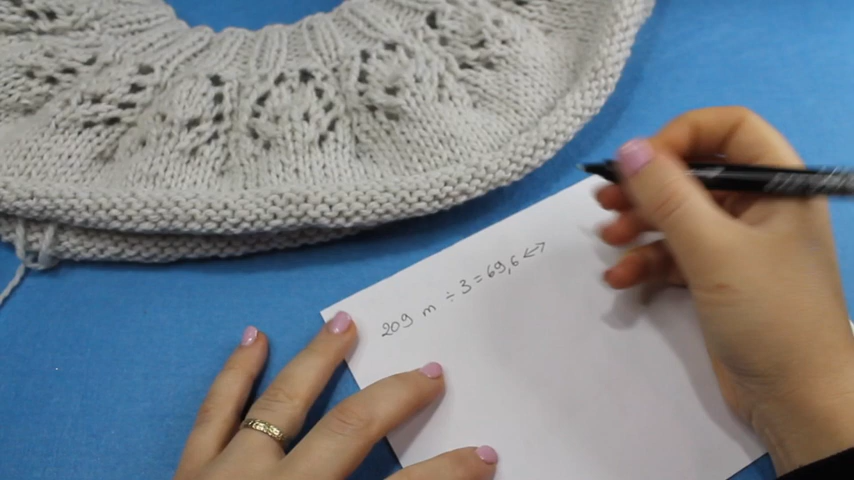 209 m ÷ 3 = 69,6 ↔